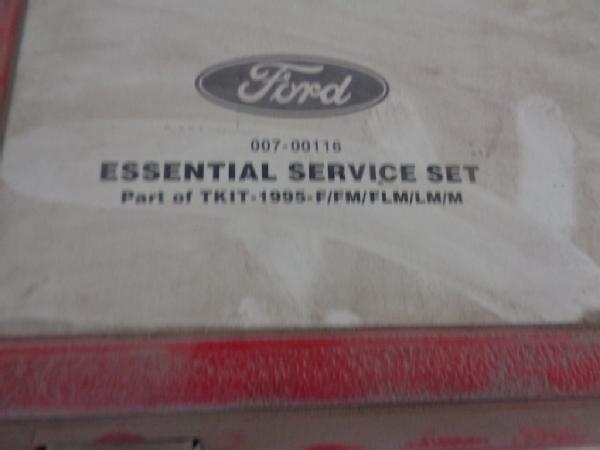 Ford
007-00116
ESSENTIAL SERVICE SET
Part of TKIT-1995-F/FM/FLM/LM/M